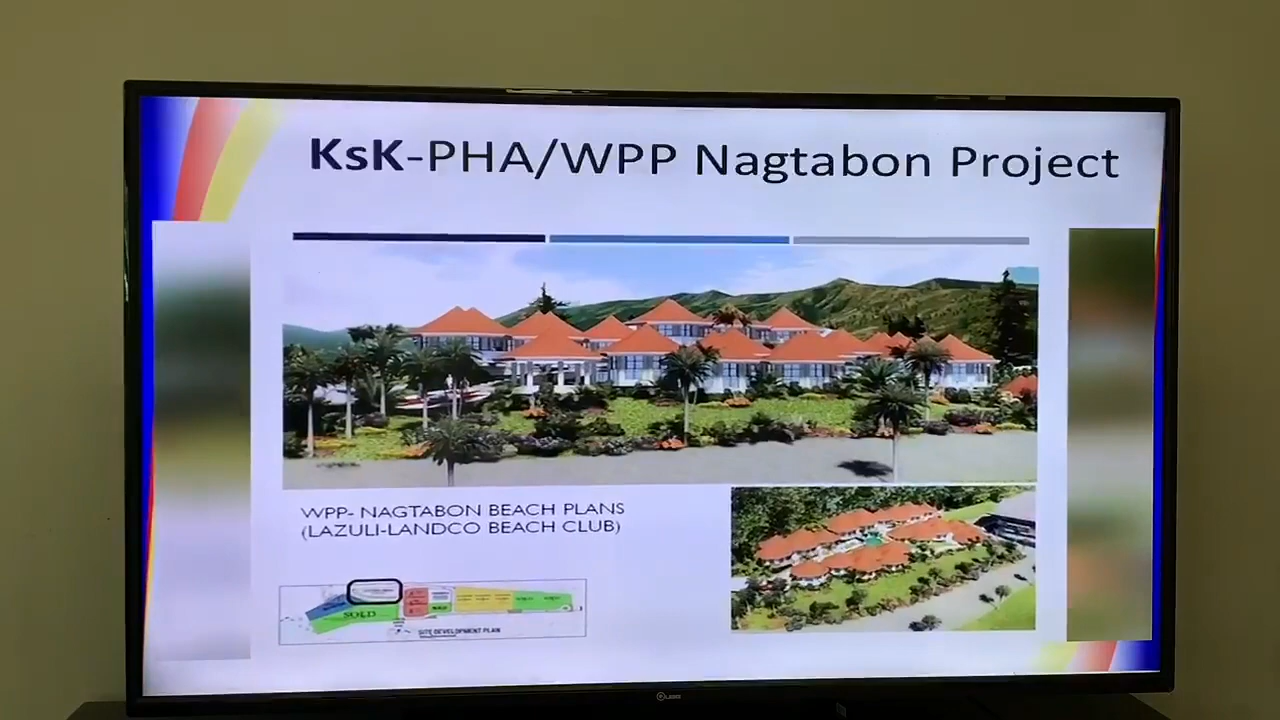 KsK-PHA/WPP Nagtabon Project
WPP- NAGTABON BEACH PLANS
(LAZULI-LANDCO BEACH CLUB)
SOLD
SITE DEVELOPMENT PLAN